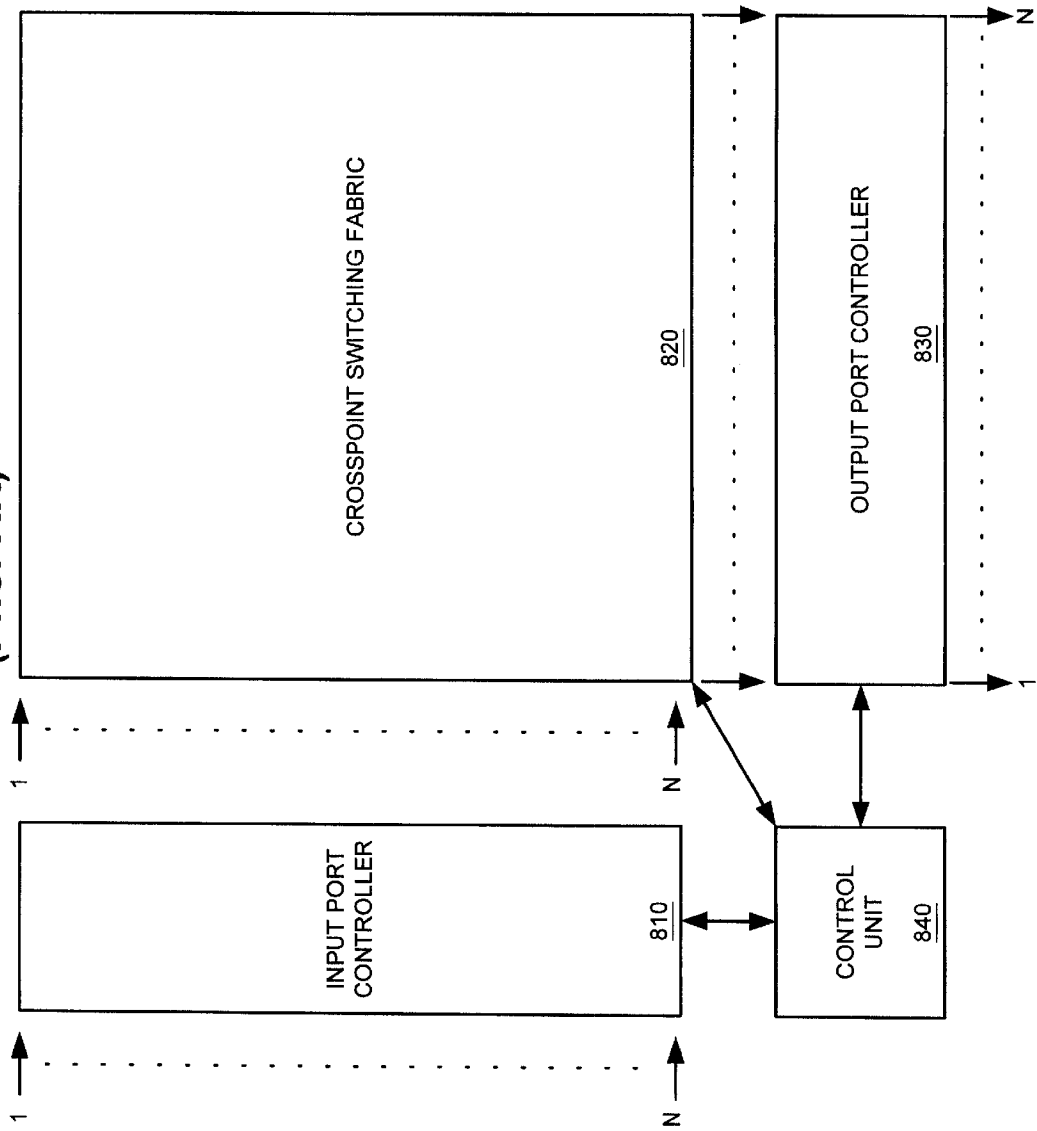 1
N
INPUT PORT
CONTROLLER
810
1
N
CROSSPOINT SWITCHING FABRIC
820
CONTROL
UNIT
840
OUTPUT PORT CONTROLLER
830
1
N